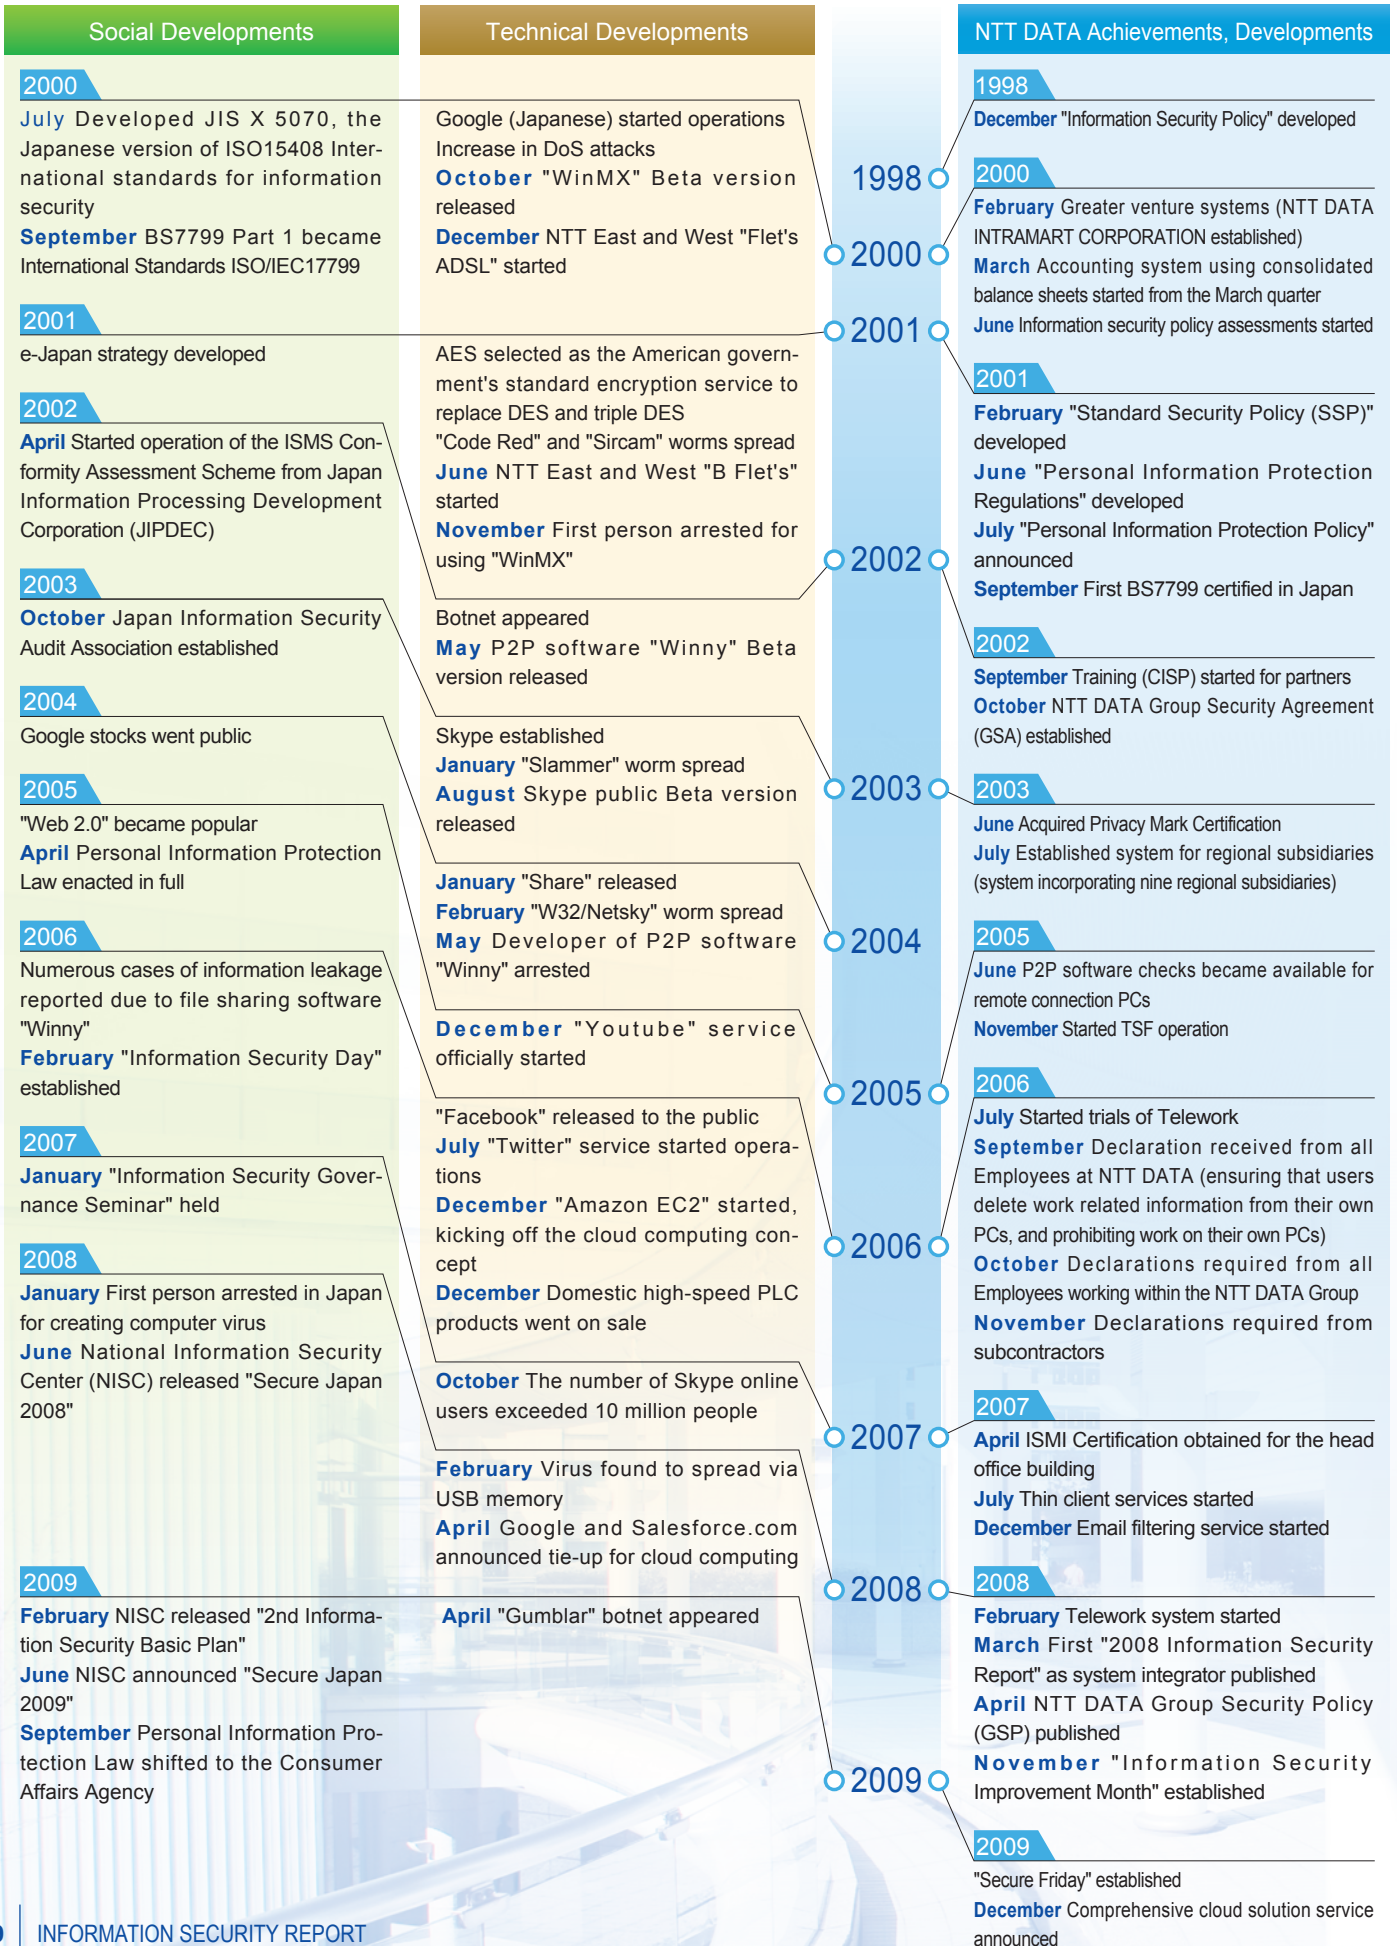 Social Developments
2000
July Developed JIS X 5070, the
Japanese version of ISO15408 Inter-
national standards for information
security
September BS7799 Part 1 became
International Standards ISO/IEC17799
2001
e-Japan strategy developed
2002
April Started operation of the ISMS Con-
formity Assessment Scheme from Japan
Information Processing Development
Corporation (JIPDEC)
2003
October Japan Information Security
Audit Association established
2004
Google stocks went public
2005
"Web 2.0" became popular
April Personal Information Protection
Law enacted in full
2006
Numerous cases of information leakage
reported due to file sharing software
"Winny"
February "Information Security Day"
established
2007
January "Information Security Gover-
nance Seminar" held
2008
January First person arrested in Japan
for creating computer virus
June National Information Security
Center (NISC) released "Secure Japan
2008"
2009
February NISC released "2nd Informa-
tion Security Basic Plan"
June NISC announced "Secure Japan
2009"
September Personal Information Pro-
tection Law shifted to the Consumer
Affairs Agency
Technical Developments
Google (Japanese) started operations
Increase in DoS attacks
October "WinMX" Beta version
released
December NTT East and West "Flet's
ADSL" started
AES selected as the American govern-
ment's standard encryption service to
replace DES and triple DES
"Code Red" and "Sircam" worms spread
June NTT East and West "B Flet's"
started
November First person arrested for
using "WinMX"
Botnet appeared
May P2P software "Winny" Beta
version released
Skype established
January "Slammer" worm spread
August Skype public Beta version
released
January "Share" released
February "W32/Netsky" worm spread
May Developer of P2P software
"Winny" arrested
December "Youtube" service
officially started
"Facebook" released to the public
July "Twitter" service started opera-
tions
December "Amazon EC2" started,
kicking off the cloud computing con-
cept
December Domestic high-speed PLC
products went on sale
October The number of Skype online
users exceeded 10 million people
February Virus found to spread via
USB memory
April Google and Salesforce.com
announced tie-up for cloud computing
April "Gumblar" botnet appeared
1998
2000
2001
2002
2003
2004
2005
2006
2007
2008
2009
NTT DATA Achievements, Developments
1998
December "Information Security Policy" developed
2000
February Greater venture systems (NTT DATA
INTRAMART CORPORATION established)
March Accounting system using consolidated
balance sheets started from the March quarter
June Information security policy assessments started
2001
February "Standard Security Policy (SSP)"
developed
June "Personal Information Protection
Regulations" developed
July "Personal Information Protection Policy"
announced
September First BS7799 certified in Japan
2002
September Training (CISP) started for partners
October NTT DATA Group Security Agreement
(GSA) established
2003
June Acquired Privacy Mark Certification
July Established system for regional subsidiaries
(system incorporating nine regional subsidiaries)
2005
June P2P software checks became available for
remote connection PCs
November Started TSF operation
2006
July Started trials of Telework
September Declaration received from all
Employees at NTT DATA (ensuring that users
delete work related information from their own
PCs, and prohibiting work on their own PCs)
October Declarations required from all
Employees working within the NTT DATA Group
November Declarations required from
subcontractors
2007
April ISMI Certification obtained for the head
office building
July Thin client services started
December Email filtering service started
2008
February Telework system started
March First "2008 Information Security
Report" as system integrator published
April NTT DATA Group Security Policy
(GSP) published
November "Information Security
Improvement Month" established
2009
"Secure Friday" established
December Comprehensive cloud solution service
announced
INFORMATION SECURITY REPORT